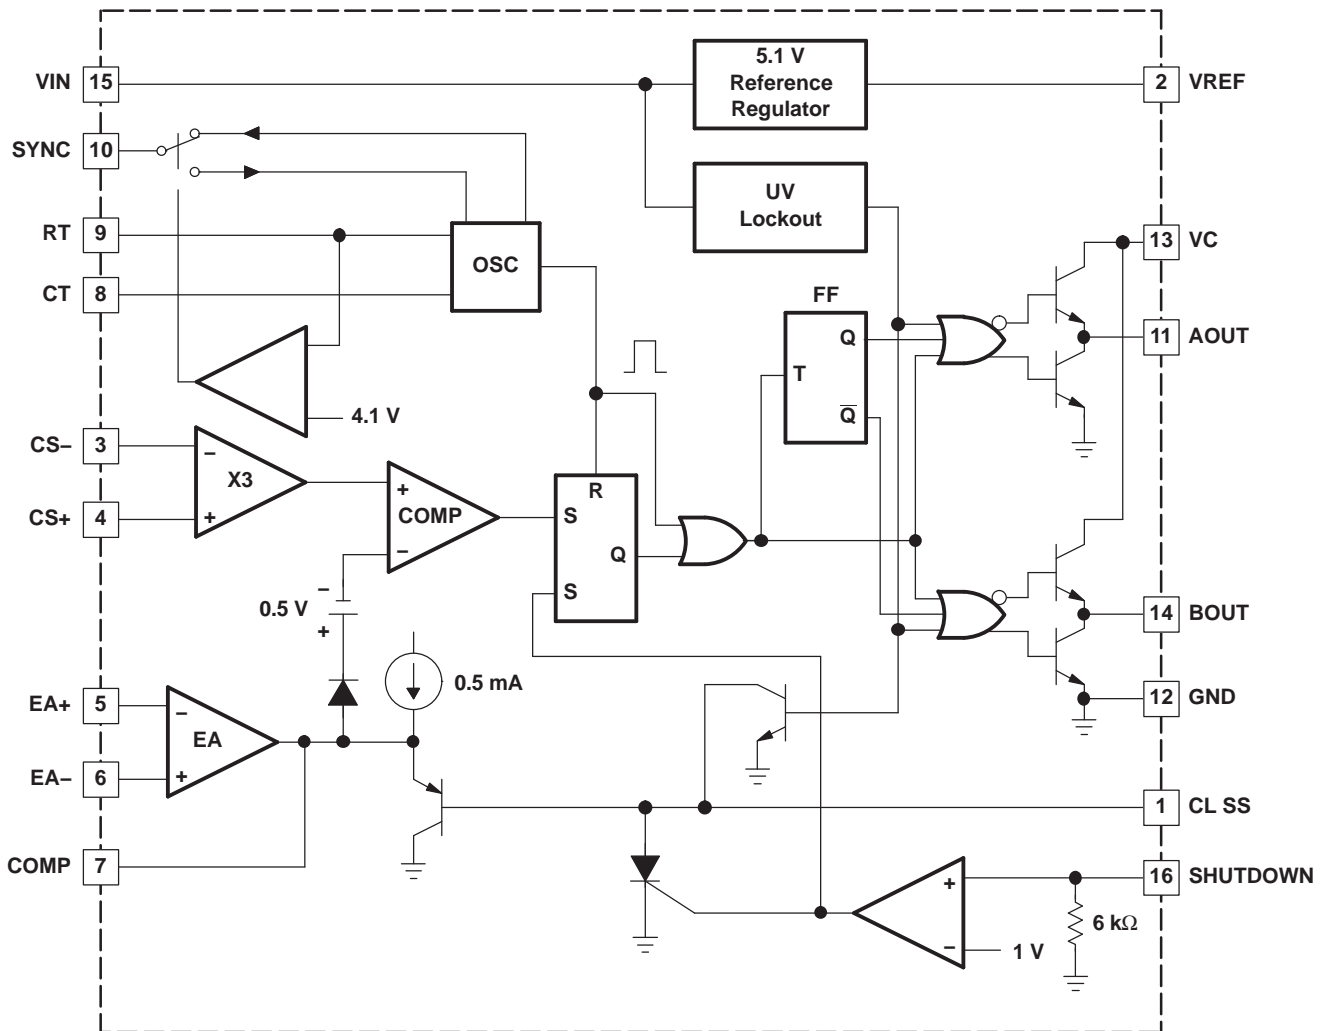 5.1 V
Reference
Regulator
VIN 15
2 VREF
SYNC 10
UV
Lockout
RT 9
OSC
13 VC
CT 8
FF
Q
11 AOUT
T
Q̅
4.1 V
CS– 3
–
X3
+
CS+ 4
+
COMP
–
R
S
Q
S
–
0.5 V
+
14 BOUT
0.5 mA
EA+ 5
–
EA
+
EA– 6
12 GND
1 CL SS
COMP 7
+
16 SHUTDOWN
6 kΩ
–
1 V